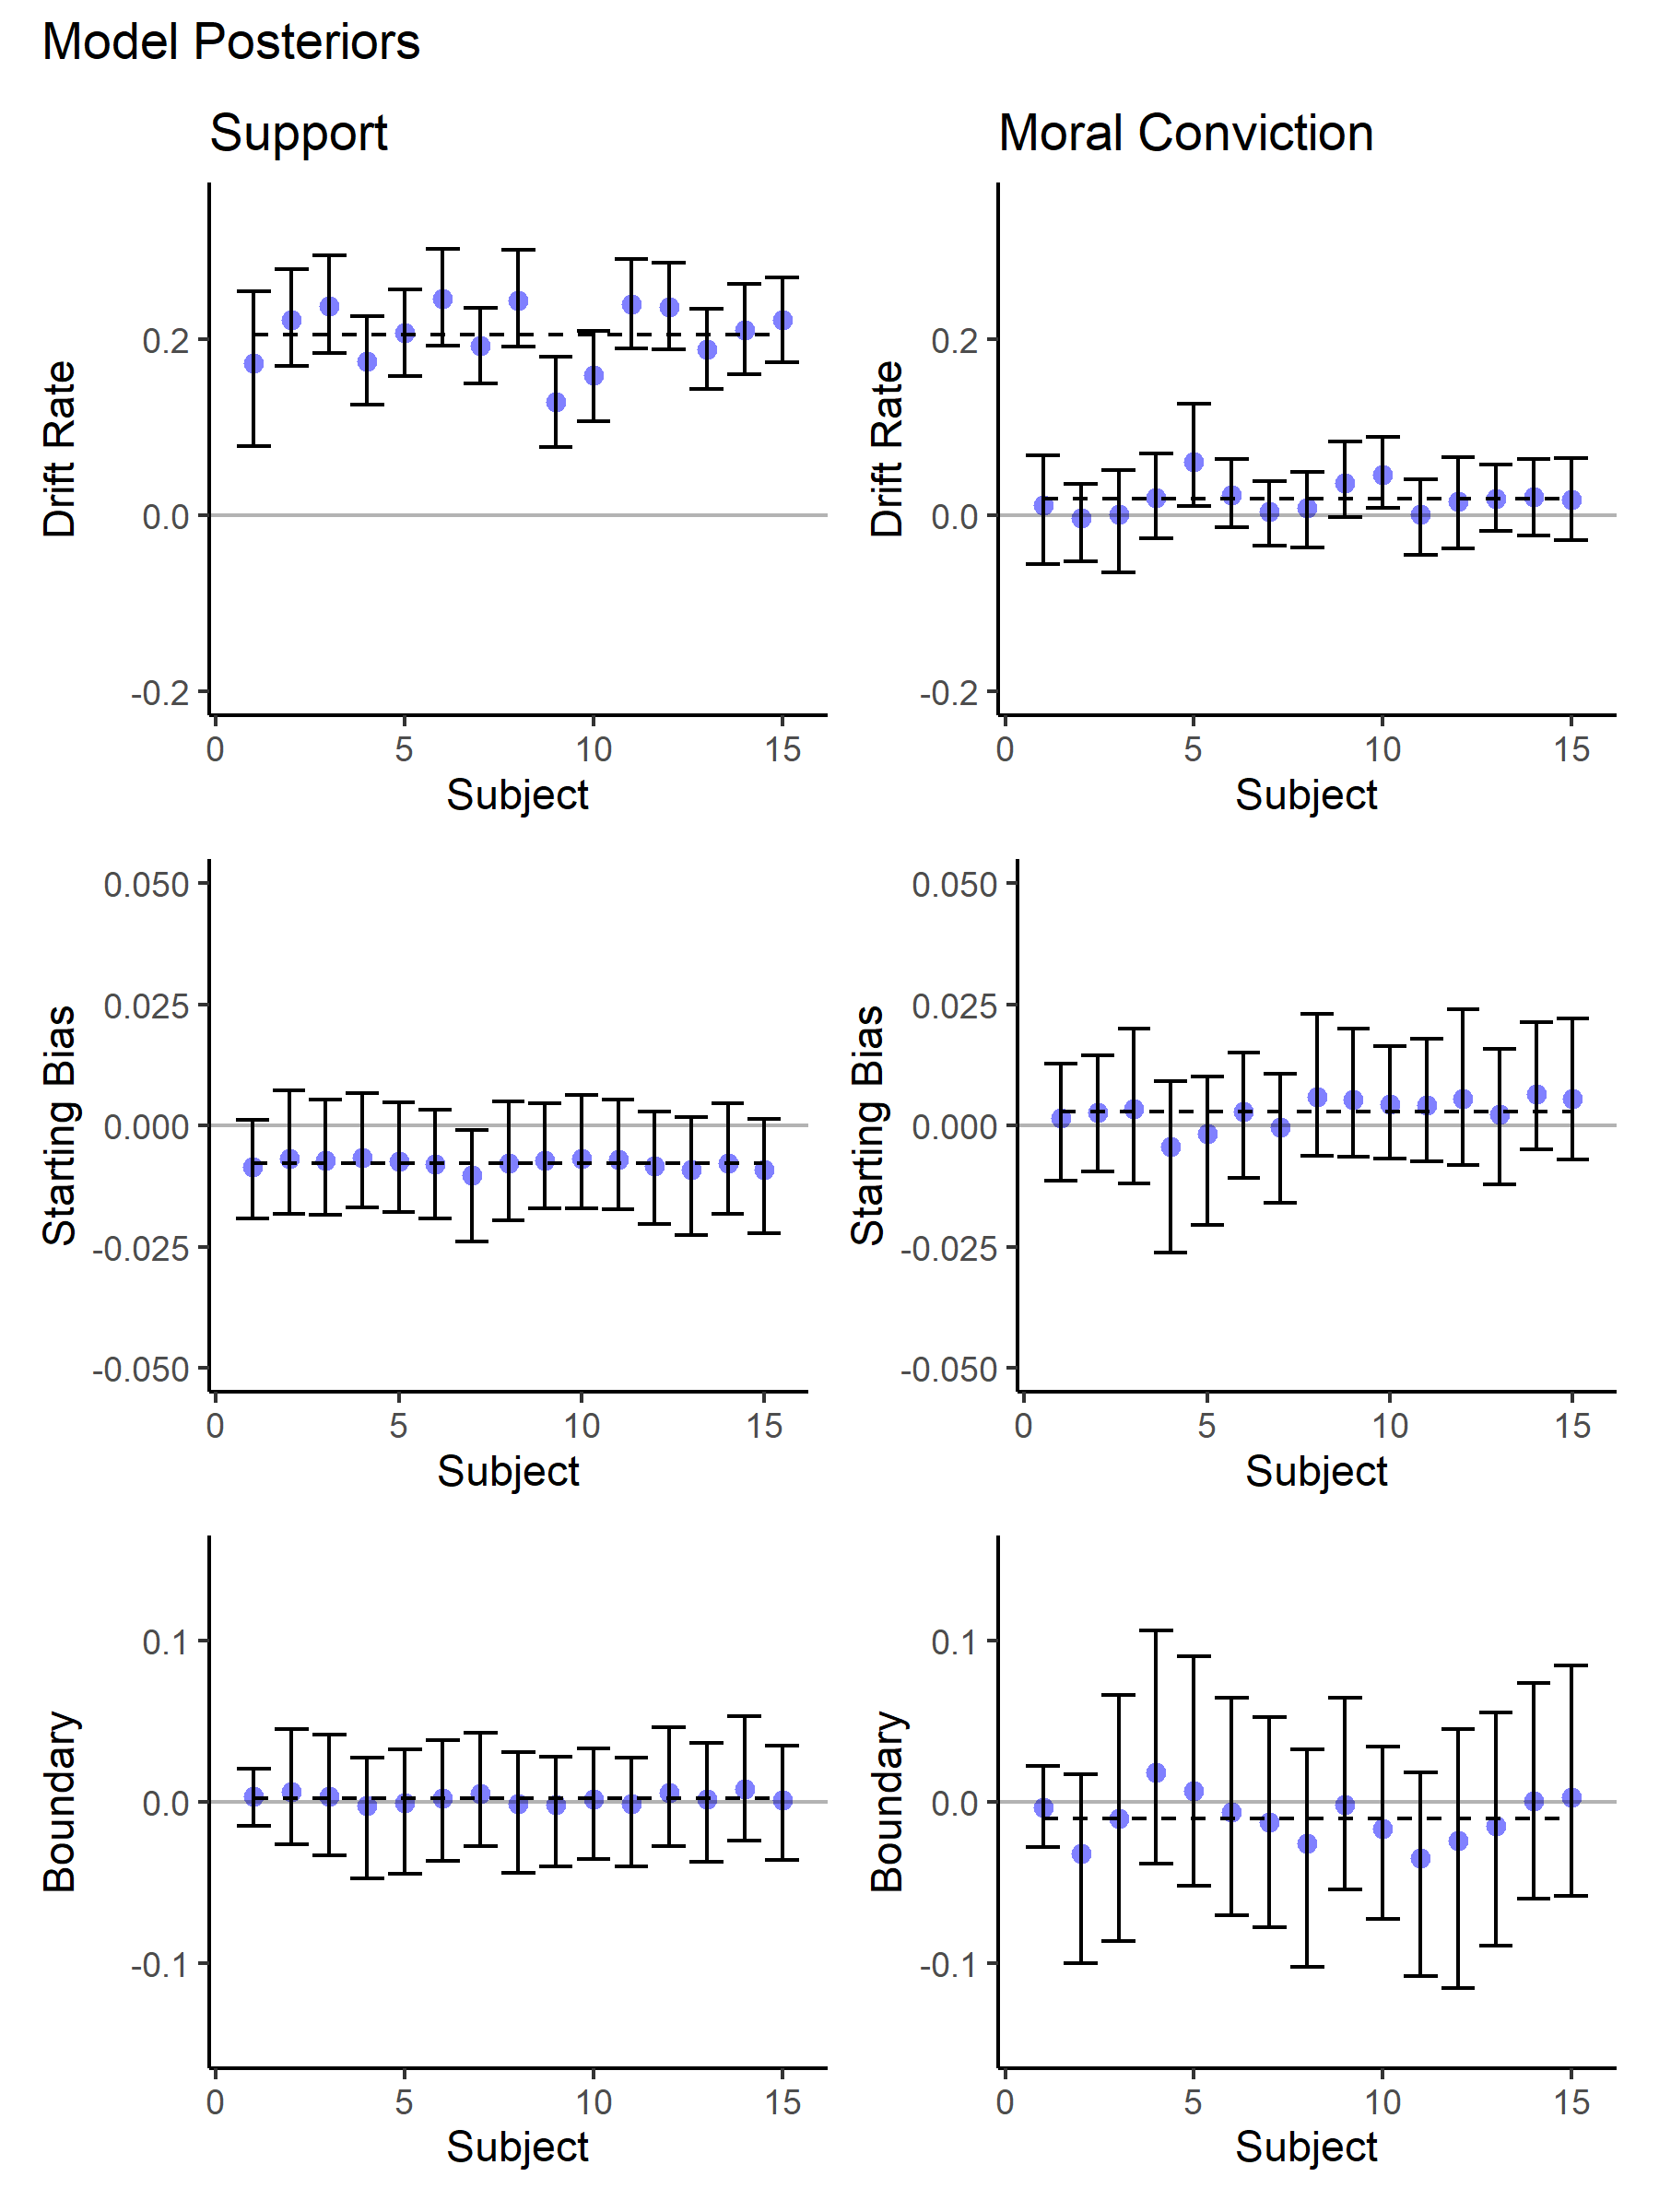 Model Posteriors
Support
Moral Conviction
Drift Rate
0.2
0.0
-0.2
0 5 10 15
Subject
Drift Rate
0.2
0.0
-0.2
0 5 10 15
Subject
Starting Bias
0.050
0.025
0.000
-0.025
-0.050
0 5 10 15
Subject
Starting Bias
0.050
0.025
0.000
-0.025
-0.050
0 5 10 15
Subject
Boundary
0.1
0.0
-0.1
0 5 10 15
Subject
Boundary
0.1
0.0
-0.1
0 5 10 15
Subject